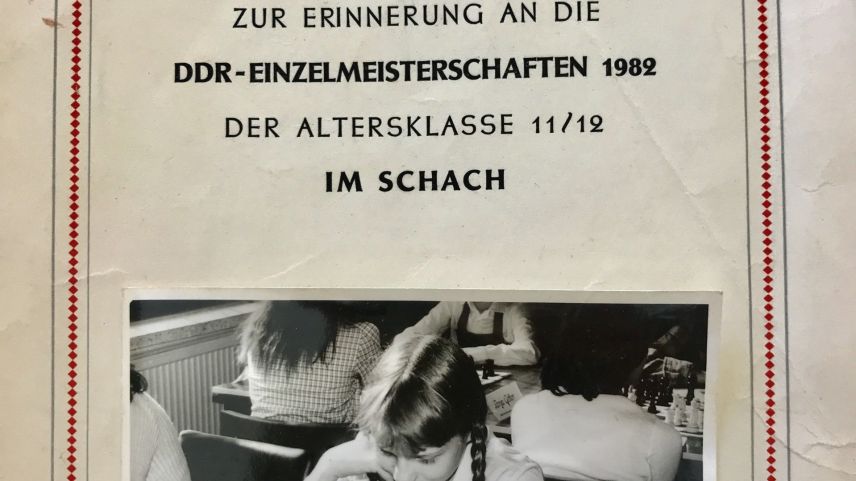 ZUR ERINNERUNG AN DIE
DDR-EINZELMEISTERSCHAFTEN 1982
DER ALTERSKLASSE 11/12
IM SCHACH